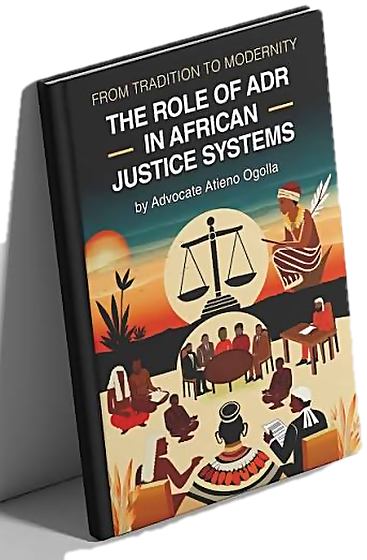 FROM TRADITION TO MODERNITY
THE ROLE OF ADR
IN AFRICAN
JUSTICE SYSTEMS
by Advocate Atieno Ogolla